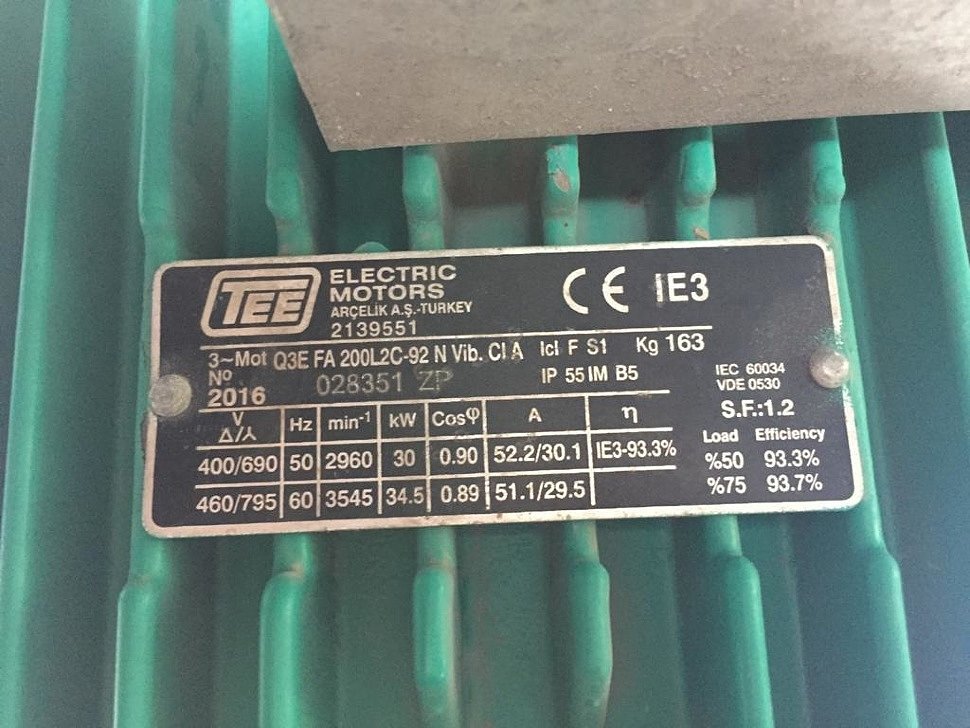 TEE ELECTRIC MOTORS
ARÇELİK A.Ş.-TURKEY
2139551
CE IE3
3~Mot Q3E FA 200L2C-92 N Vib. Cl A Icl F S1 Kg 163
No 028351 ZP IP 55 IM B5 IEC 60034
2016 VDE 0530
S.F.:1.2
V Δ/⅄ Hz min-1 kW Cosφ A η
400/690 50 2960 30 0.90 52.2/30.1 IE3-93.3%
460/795 60 3545 34.5 0.89 51.1/29.5
Load Efficiency
%50 93.3%
%75 93.7%